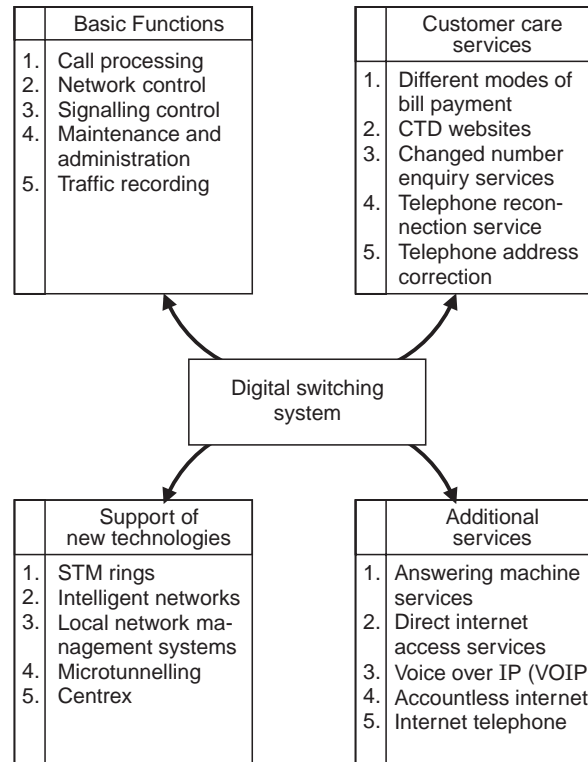 Basic Functions
1. Call processing
2. Network control
3. Signalling control
4. Maintenance and
administration
5. Traffic recording
Customer care
services
1. Different modes of
bill payment
2. CTD websites
3. Changed number
enquiry services
4. Telephone recon-
nection service
5. Telephone address
correction
Digital switching
system
Support of
new technologies
1. STM rings
2. Intelligent networks
3. Local network ma-
nagement systems
4. Microtunnelling
5. Centrex
Additional
services
1. Answering machine
services
2. Direct internet
access services
3. Voice over IP (VOIP
4. Accountless internet
5. Internet telephone